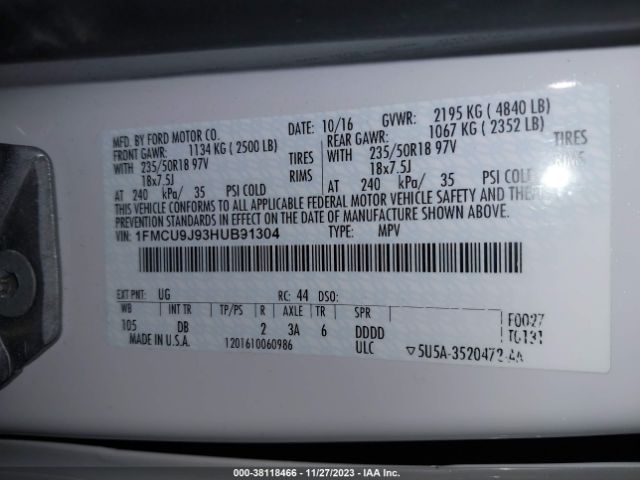 MFD. BY FORD MOTOR CO. DATE: 10/16 GVWR: 2195 KG ( 4840 LB)
FRONT GAWR: 1134 KG ( 2500 LB) REAR GAWR: 1067 KG ( 2352 LB)
WITH 235/50R18 97V TIRES WITH 235/50R18 97V TIRES
18x7.5J RIMS 18x7.5J RIMS
AT 240 kPa/ 35 PSI COLD AT 240 kPa/ 35 PSI COLD
THIS VEHICLE CONFORMS TO ALL APPLICABLE FEDERAL MOTOR VEHICLE SAFETY AND THEFT
PREVENTION STANDARDS IN EFFECT ON THE DATE OF MANUFACTURE SHOWN ABOVE.
VIN: 1FMCU9J93HUB91304 TYPE: MPV
EXT PNT: UG RC: 44 DSO:
WB INT TR TP/PS R AXLE TR SPR
105 DB 2 3A 6 DDDD
MADE IN U.S.A. 1201610060986 ULC
F0027
T0131
▽5U5A-3520472-AA
000-38118466 - 11/27/2023 - IAA Inc.